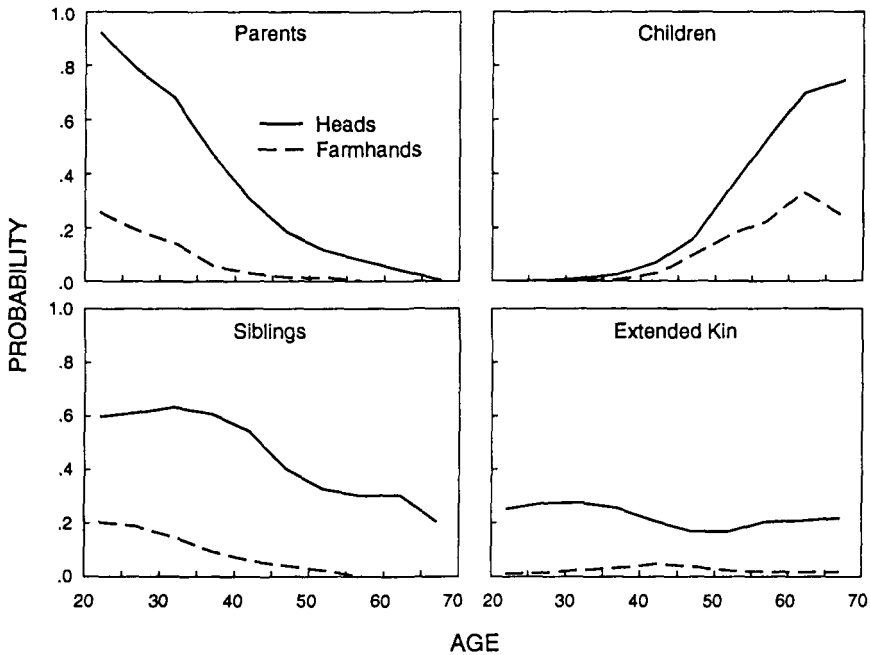 Parents
Children
1.0
.8
.6
.4
.2
.0
Heads
Farmhands
PROBABILITY
Siblings
Extended Kin
1.0
.8
.6
.4
.2
.0
20 30 40 50 60 70
20 30 40 50 60 70
AGE